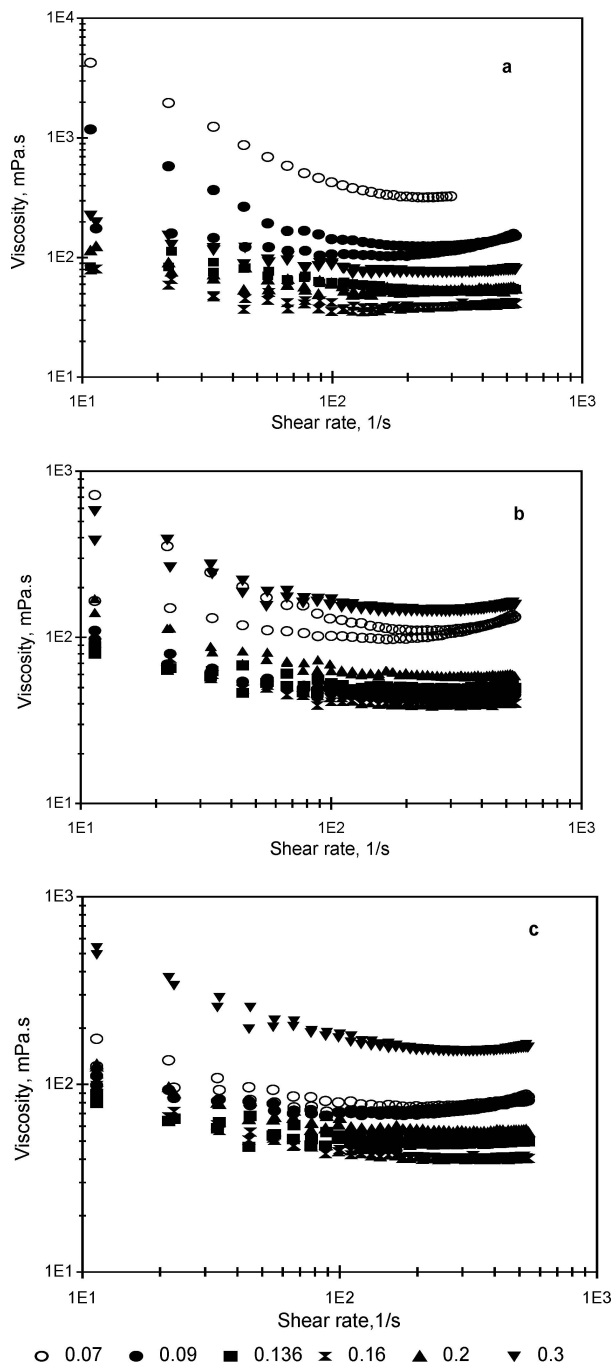 a
1E4
1E3
1E2
1E1
Viscosity, mPa.s
1E1 1E2 1E3
Shear rate, 1/s
b
1E3
1E2
1E1
Viscosity, mPa.s
1E1 1E2 1E3
Shear rate, 1/s
c
1E3
1E2
1E1
Viscosity, mPa.s
1E1 1E2 1E3
Shear rate,1/s
0.07 0.09 0.136 0.16 0.2 0.3